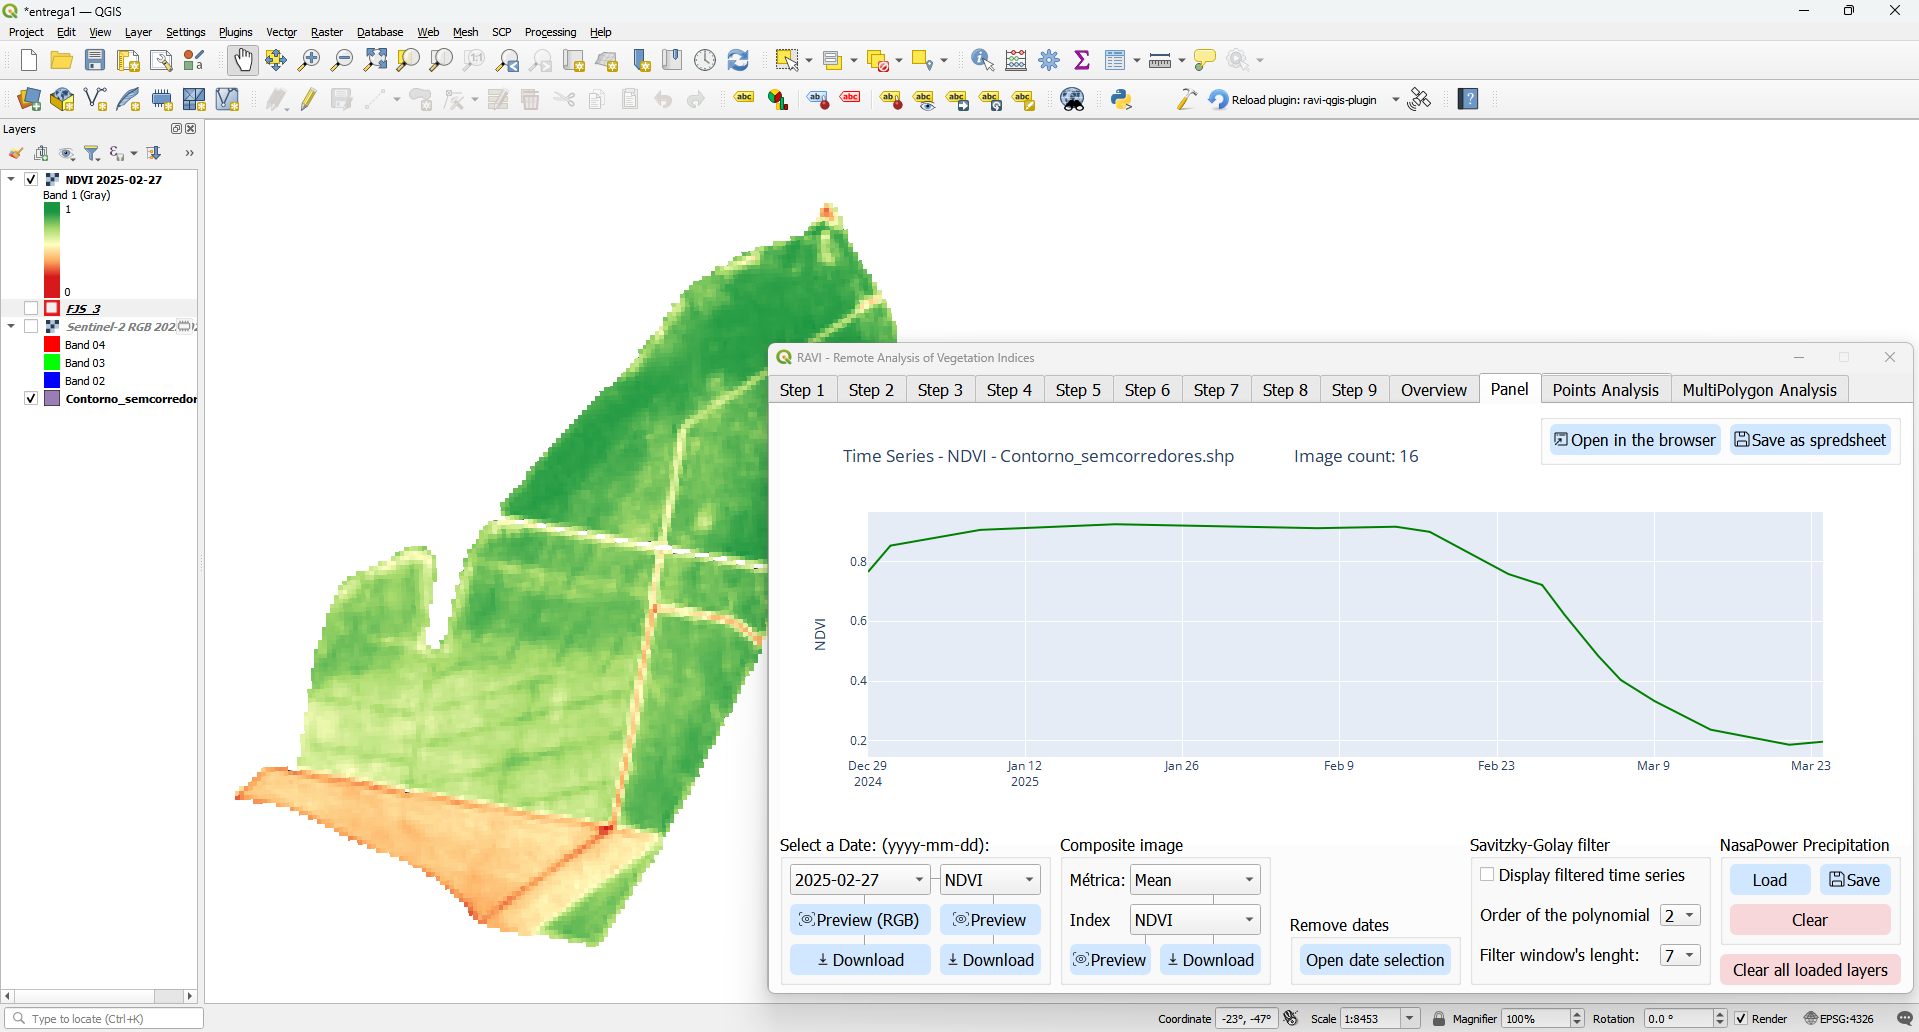 *entrega1 — QGIS
Project Edit View Layer Settings Plugins Vector Raster Database Web Mesh SCP Processing Help
Reload plugin: ravi-qgis-plugin
Layers
NDVI 2025-02-27
Band 1 (Gray)
1
0
FJS_3
Sentinel-2 RGB 202
Band 04
Band 03
Band 02
Contorno_semcorredor
RAVI - Remote Analysis of Vegetation Indices
Step 1 Step 2 Step 3 Step 4 Step 5 Step 6 Step 7 Step 8 Step 9 Overview Panel Points Analysis MultiPolygon Analysis
Open in the browser Save as spredsheet
Time Series - NDVI - Contorno_semcorredores.shp Image count: 16
NDVI
0.8
0.6
0.4
0.2
Dec 29 Jan 12 Jan 26 Feb 9 Feb 23 Mar 9 Mar 23
2024 2025
Select a Date: (yyyy-mm-dd):
2025-02-27 NDVI
Preview (RGB) Preview
Download Download
Composite image
Métrica: Mean
Index NDVI
Preview Download
Remove dates
Open date selection
Savitzky-Golay filter
Display filtered time series
Order of the polynomial 2
Filter window's lenght: 7
NasaPower Precipitation
Load Save
Clear
Clear all loaded layers
Type to locate (Ctrl+K)
Coordinate -23°, -47° Scale 1:8453 Magnifier 100% Rotation 0.0 ° Render EPSG:4326